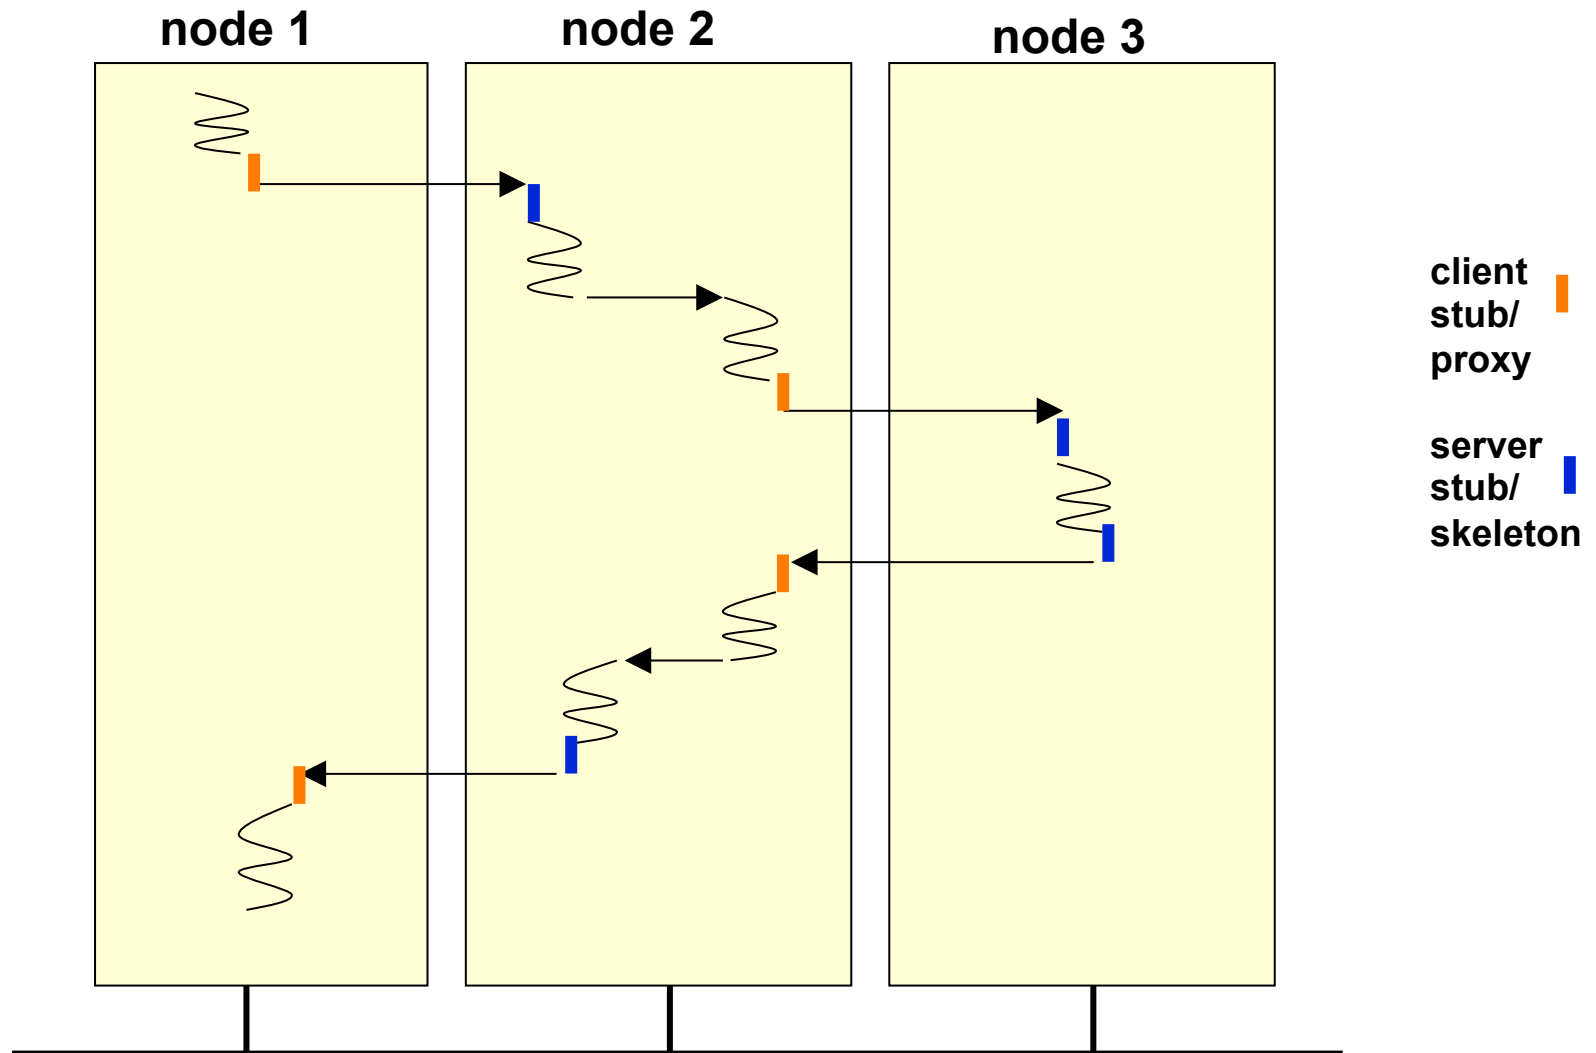 node 1
node 2
node 3
client
stub/
proxy
server
stub/
skeleton